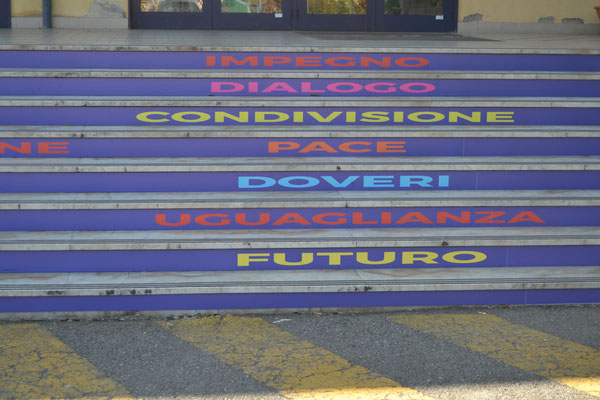 IMPEGNO
DIALOGO
CONDIVISIONE
NE PACE
DOVERI
UGUAGLIANZA
FUTURO